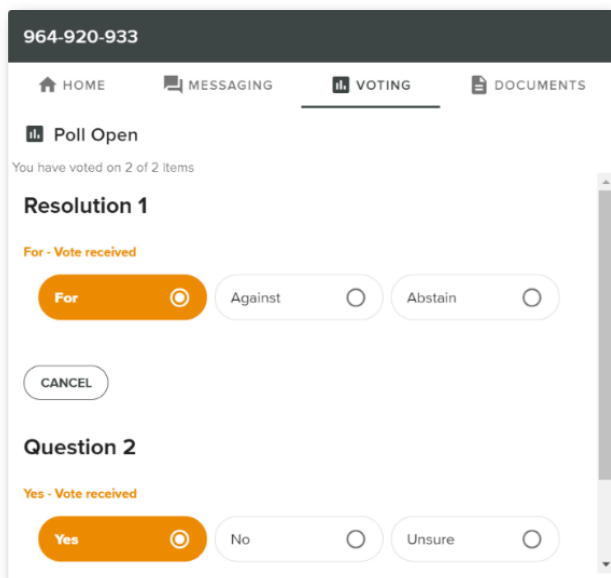 964-920-933
HOME MESSAGING VOTING DOCUMENTS
Poll Open
You have voted on 2 of 2 items
Resolution 1
For - Vote received
For Against Abstain
CANCEL
Question 2
Yes - Vote received
Yes No Unsure